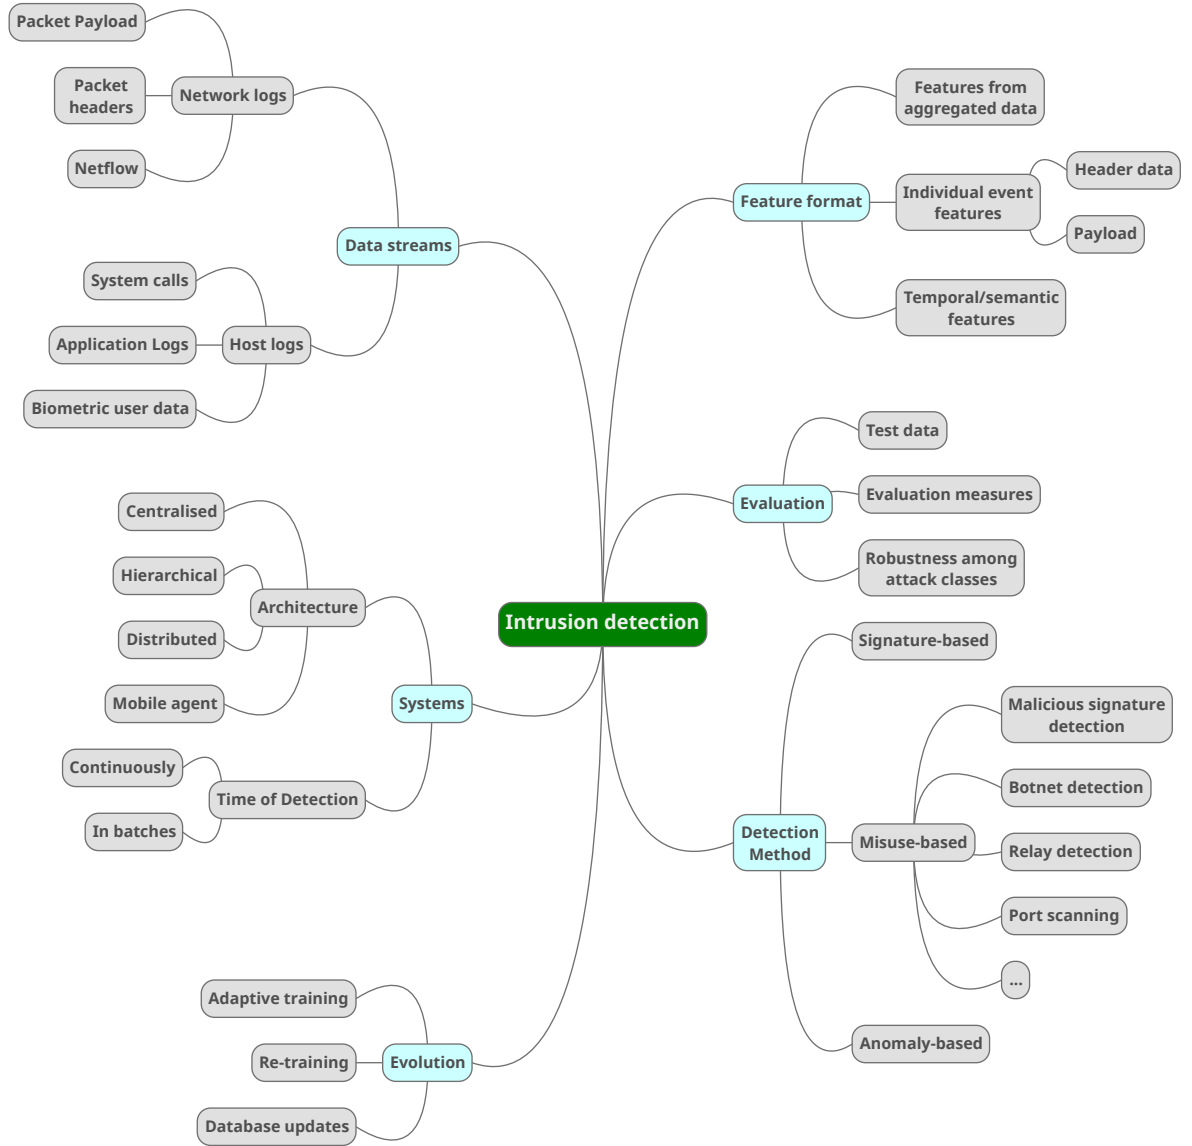 Packet Payload
Packet
headers
Network logs
Netflow
Data streams
System calls
Application Logs
Host logs
Biometric user data
Centralised
Hierarchical
Architecture
Distributed
Mobile agent
Systems
Continuously
Time of Detection
In batches
Adaptive training
Re-training
Evolution
Database updates
Intrusion detection
Features from
aggregated data
Feature format
Individual event
features
Header data
Payload
Temporal/semantic
features
Test data
Evaluation
Evaluation measures
Robustness among
attack classes
Signature-based
Detection
Method
Misuse-based
Malicious signature
detection
Botnet detection
Relay detection
Port scanning
...
Anomaly-based